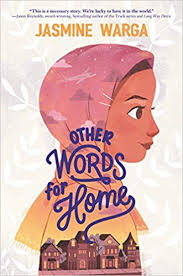 JASMINE WARGA
"This is a necessary story. We're lucky to have it in the world."
—Jason Reynolds, award-winning, bestselling author of the Track series and Long Way Down
OTHER
WORDS
for
Home